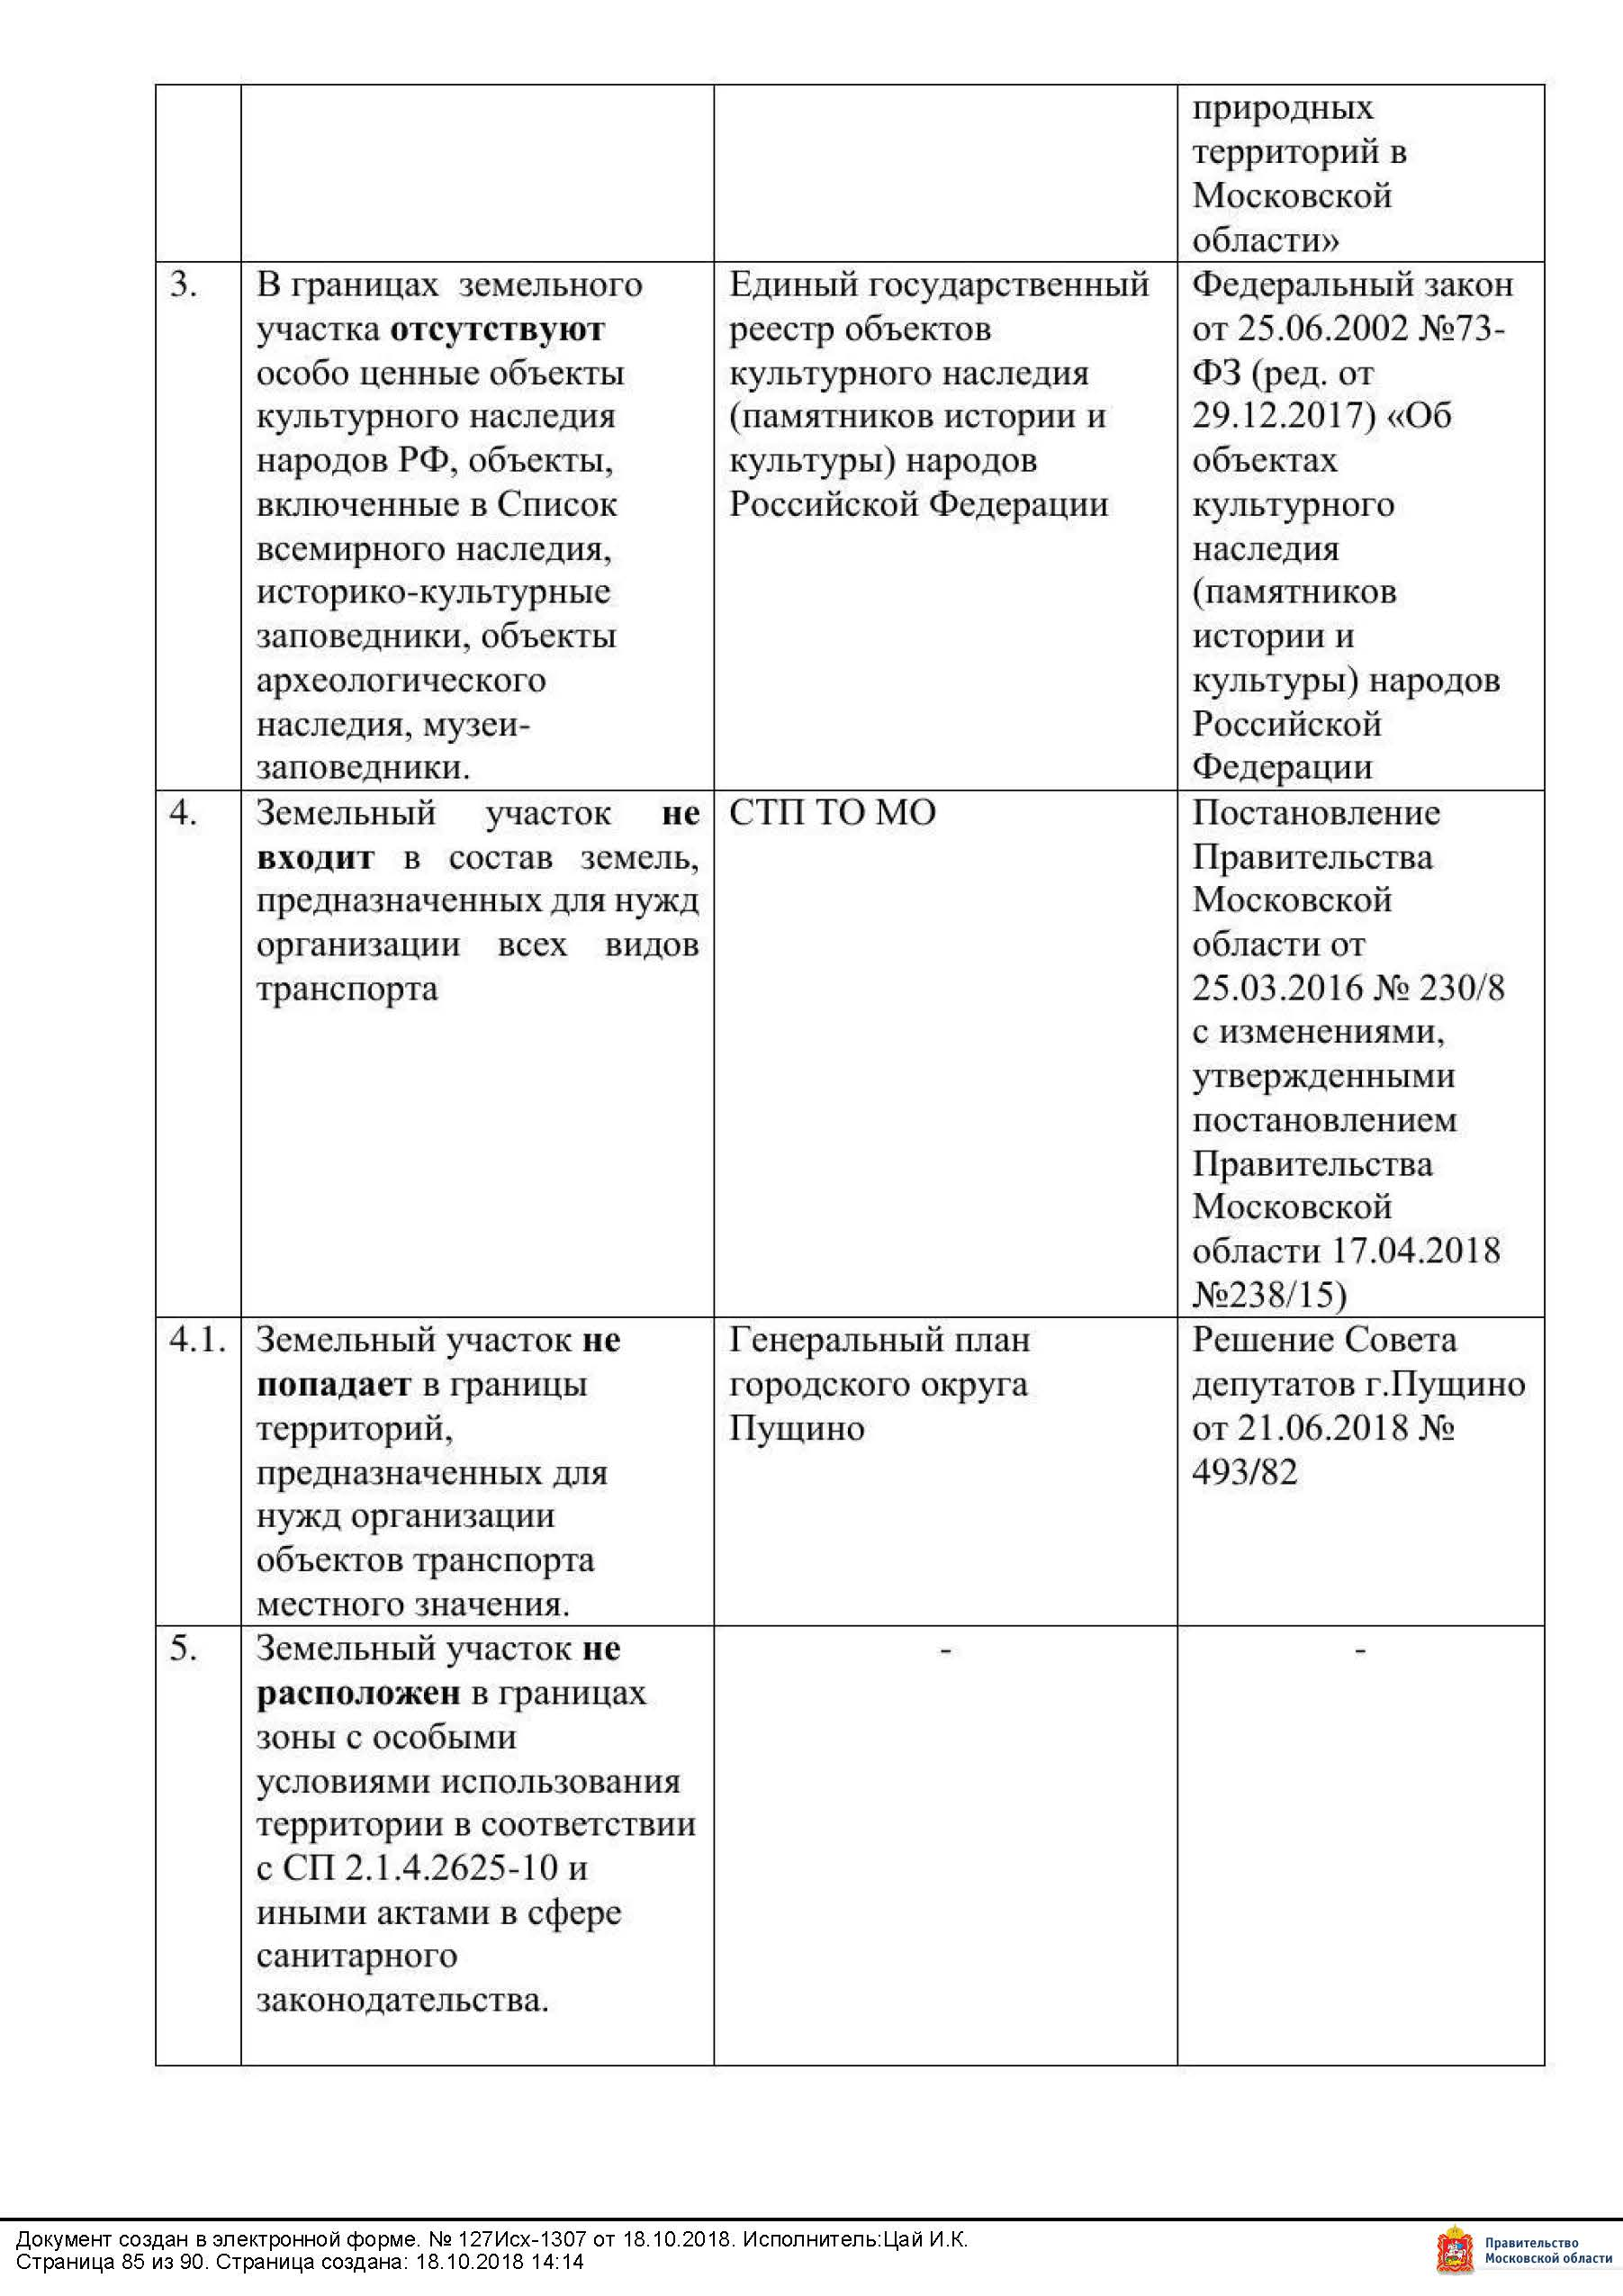 природных
территорий в
Московской
области»
3.
В границах земельного
участка отсутствуют
особо ценные объекты
культурного наследия
народов РФ, объекты,
включенные в Список
всемирного наследия,
историко-культурные
заповедники, объекты
археологического
наследия, музеи-
заповедники.
Единый государственный
реестр объектов
культурного наследия
(памятников истории и
культуры) народов
Российской Федерации
Федеральный закон
от 25.06.2002 №73-
ФЗ (ред. от
29.12.2017) «Об
объектах
культурного
наследия
(памятников
истории и
культуры) народов
Российской
Федерации
4.
Земельный участок не
входит в состав земель,
предназначенных для нужд
организации всех видов
транспорта
СТП ТО МО
Постановление
Правительства
Московской
области от
25.03.2016 № 230/8
с изменениями,
утвержденными
постановлением
Правительства
Московской
области 17.04.2018
№238/15)
4.1.
Земельный участок не
попадает в границы
территорий,
предназначенных для
нужд организации
объектов транспорта
местного значения.
Генеральный план
городского округа
Пущино
Решение Совета
депутатов г.Пущино
от 21.06.2018 №
493/82
5.
Земельный участок не
расположен в границах
зоны с особыми
условиями использования
территории в соответствии
с СП 2.1.4.2625-10 и
иными актами в сфере
санитарного
законодательства.
-
-
Документ создан в электронной форме. № 127Исх-1307 от 18.10.2018. Исполнитель:Цай И.К.
Страница 85 из 90. Страница создана: 18.10.2018 14:14
Правительство
Московской области